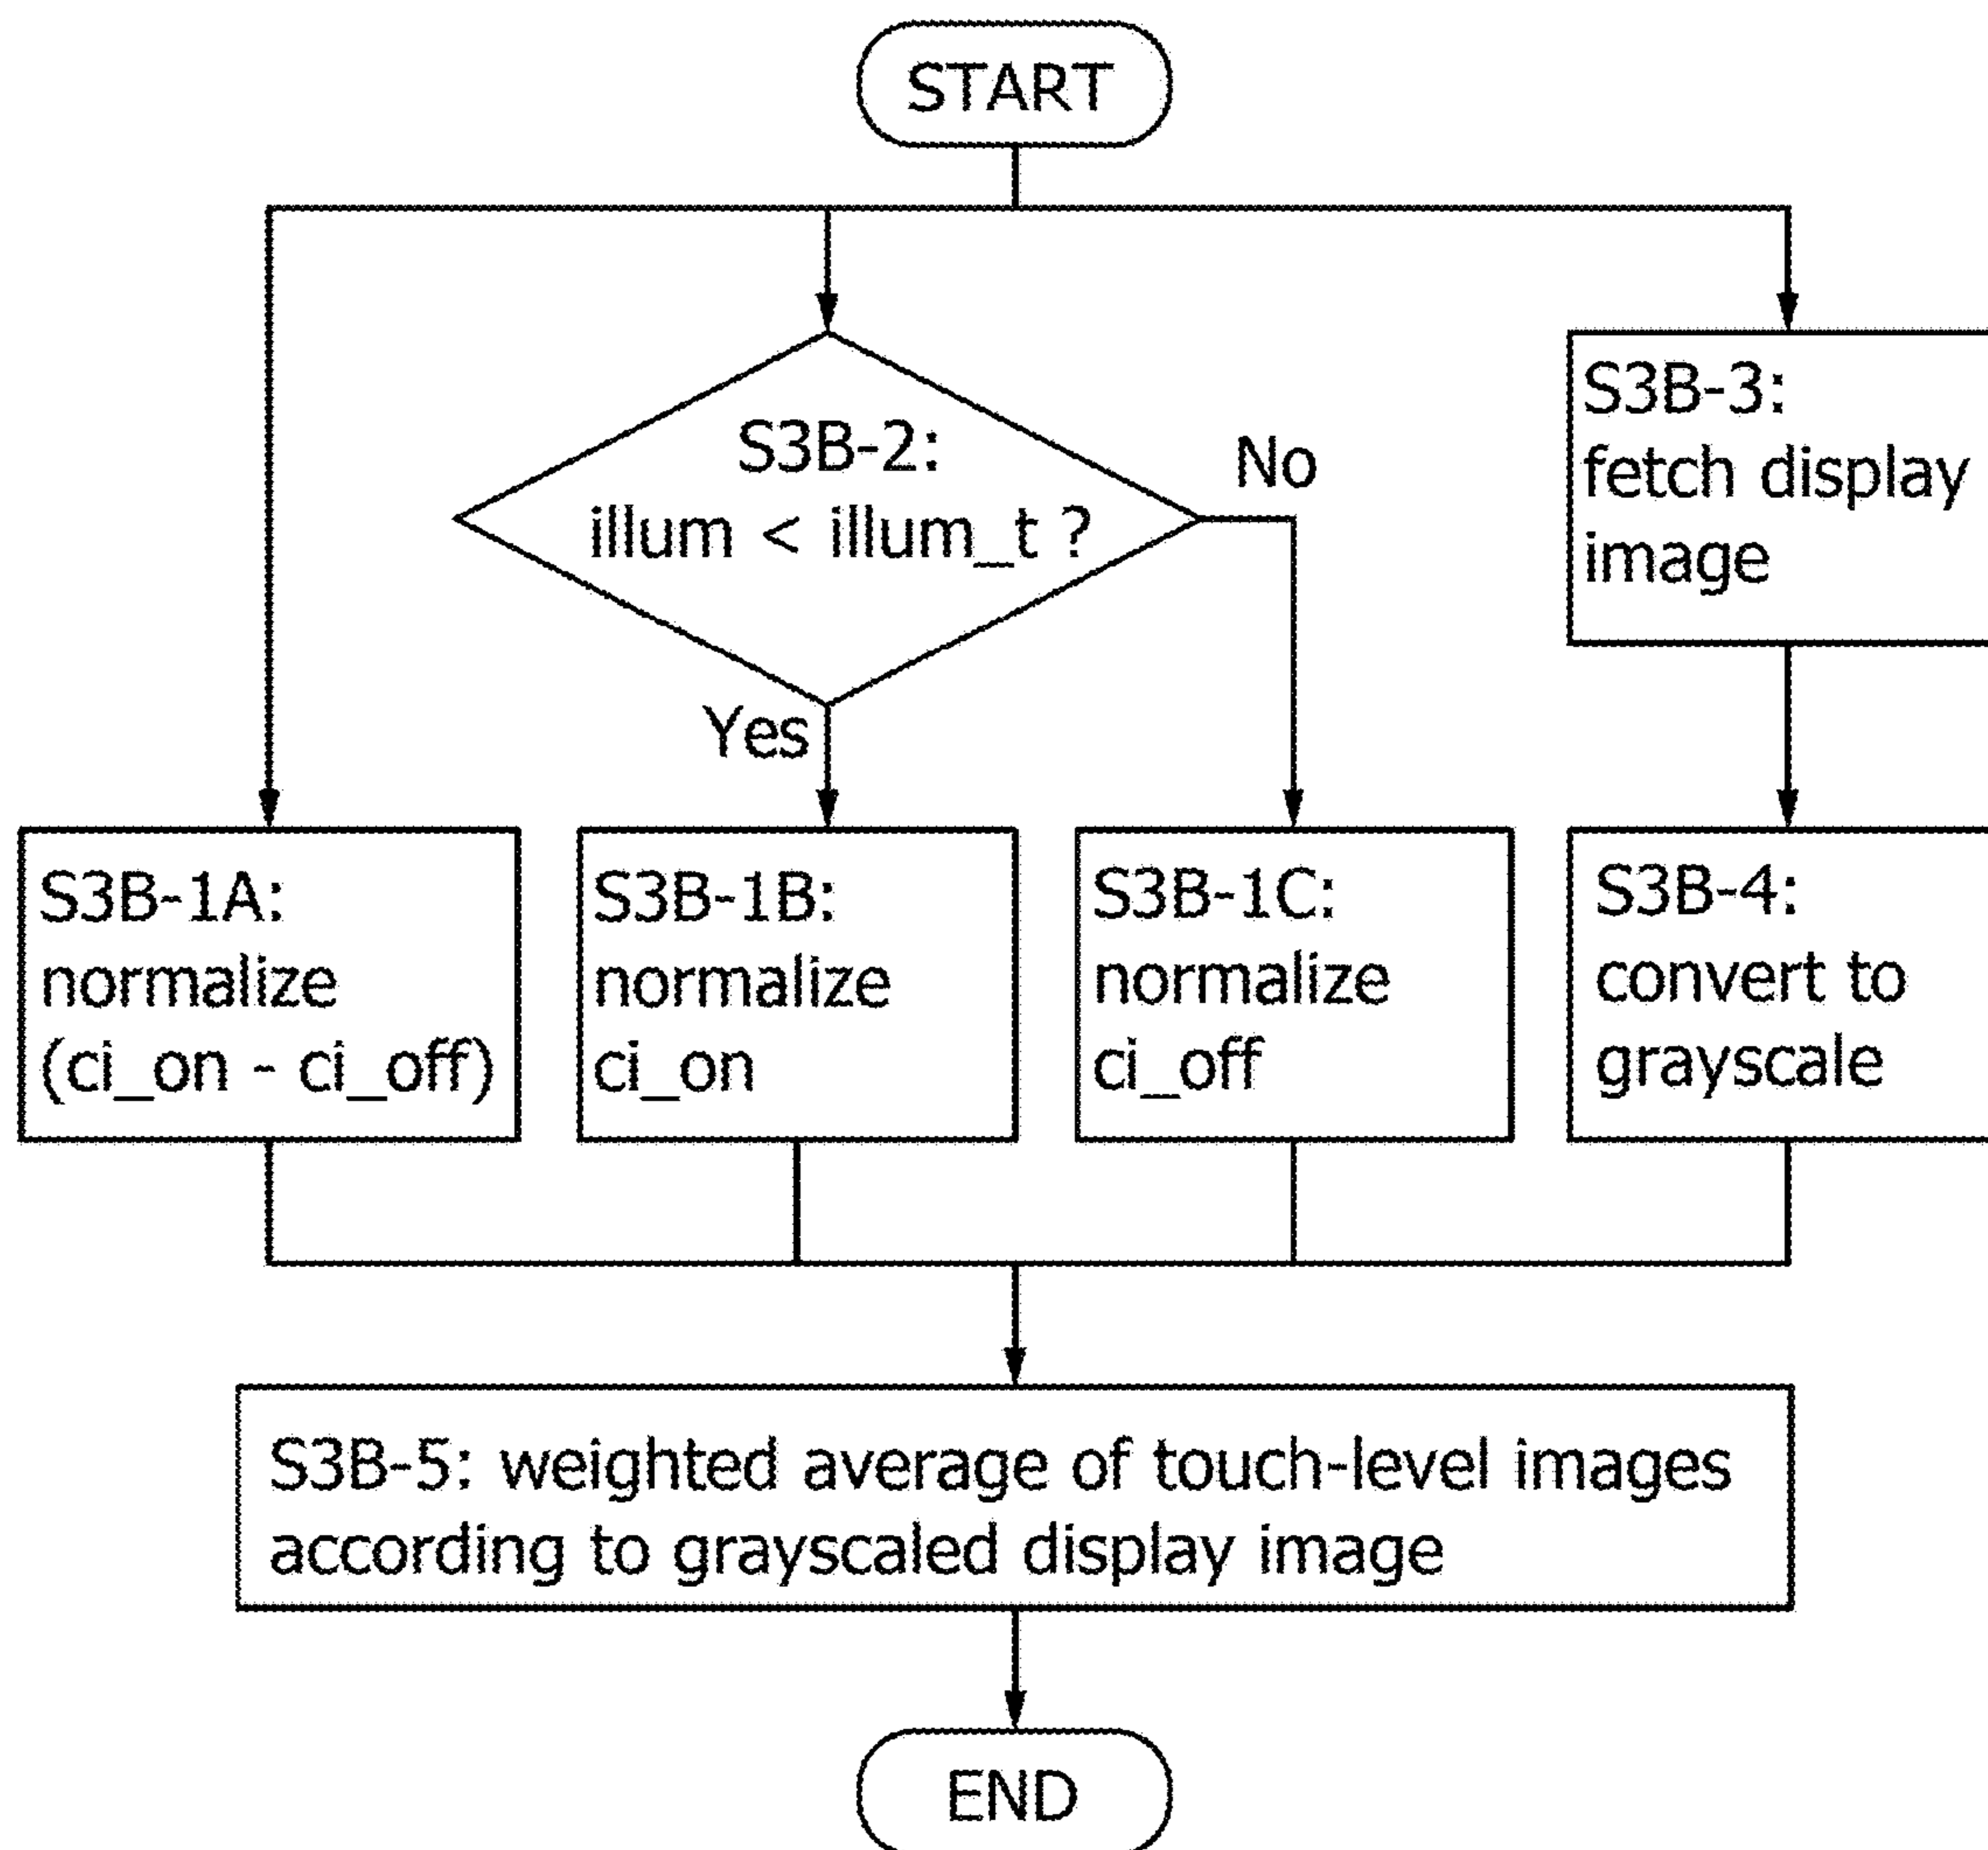 START
S3B-2:
illum < illum_t ?
No
Yes
S3B-3:
fetch display
image
S3B-1A:
normalize
(ci_on - ci_off)
S3B-1B:
normalize
ci_on
S3B-1C:
normalize
ci_off
S3B-4:
convert to
grayscale
S3B-5: weighted average of touch-level images
according to grayscaled display image
END